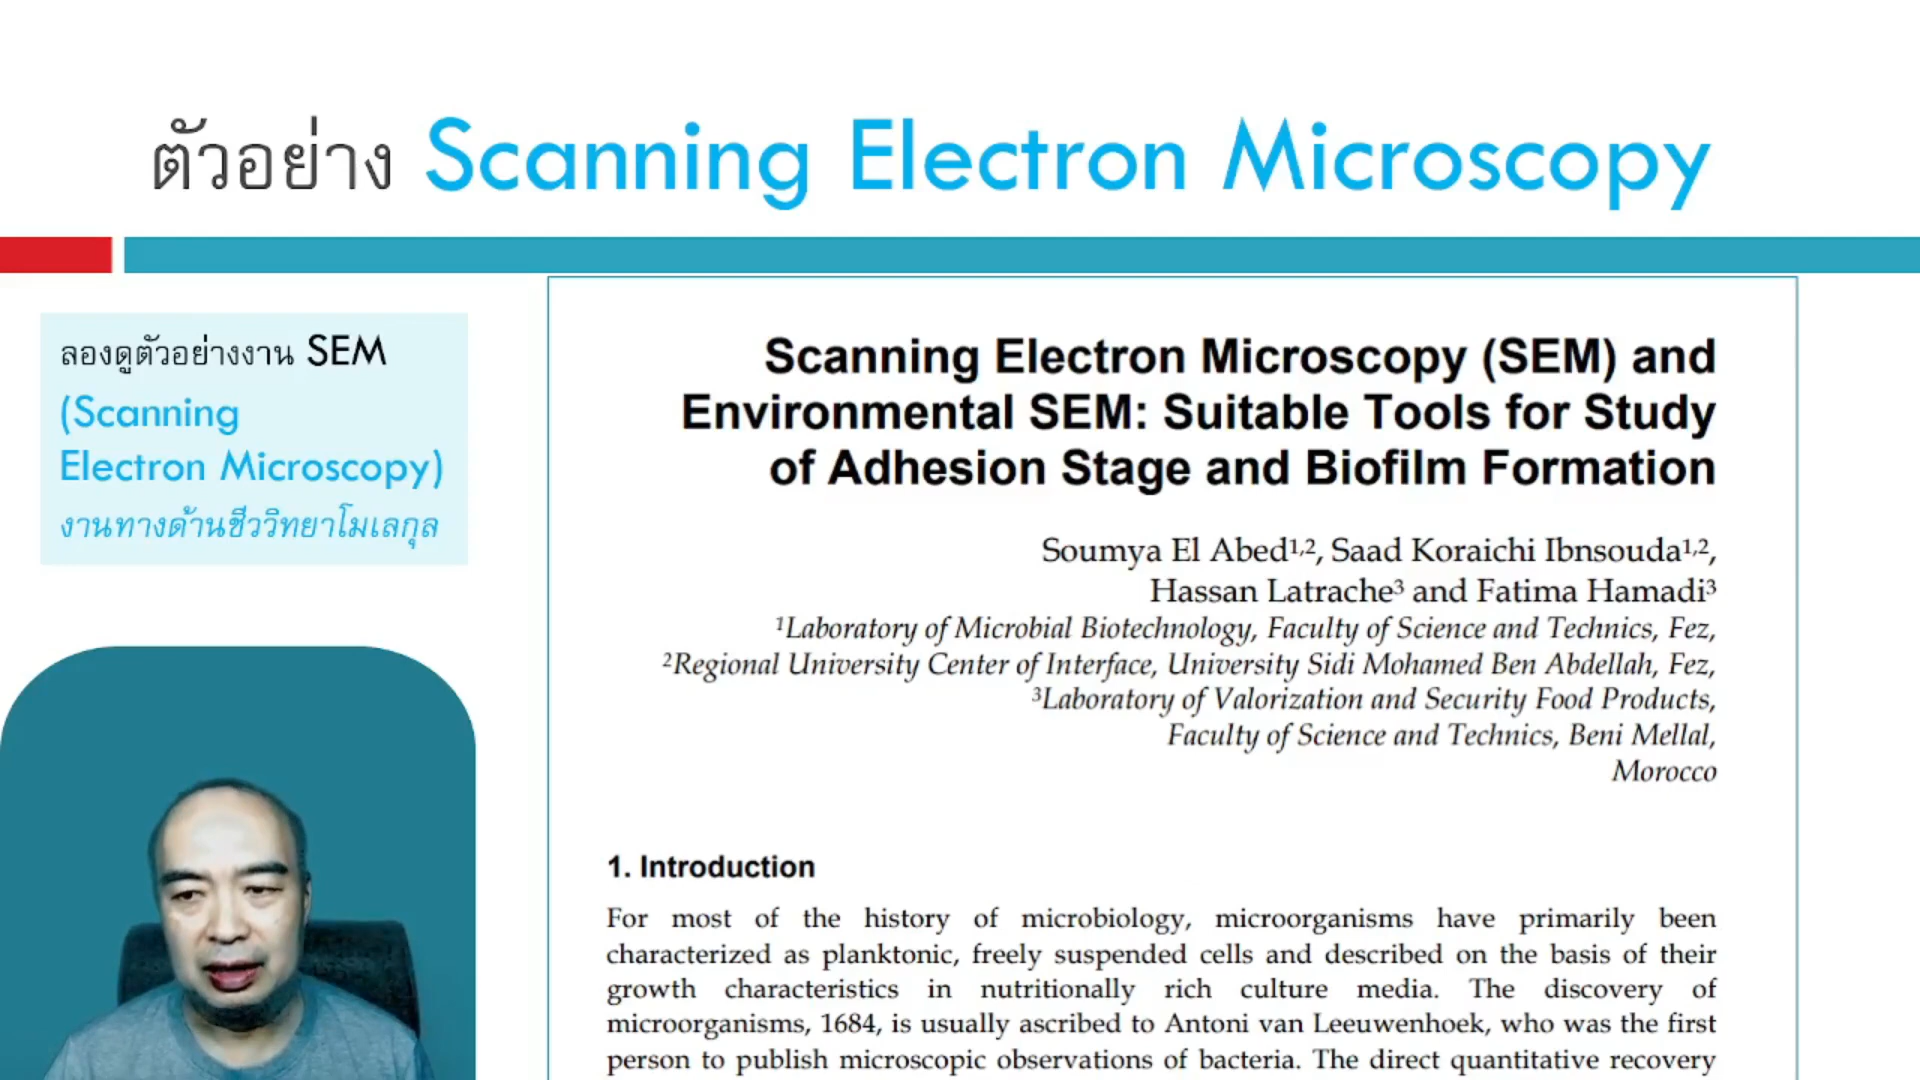 ตัวอย่าง Scanning Electron Microscopy
ลองดูตัวอย่างงาน SEM
(Scanning
Electron Microscopy)
งานทางด้านชีววิทยาโมเลกุล
Scanning Electron Microscopy (SEM) and
Environmental SEM: Suitable Tools for Study
of Adhesion Stage and Biofilm Formation
Soumya El Abed¹,², Saad Koraichi Ibnsouda¹,²,
Hassan Latrache³ and Fatima Hamadi³
¹Laboratory of Microbial Biotechnology, Faculty of Science and Technics, Fez,
²Regional University Center of Interface, University Sidi Mohamed Ben Abdellah, Fez,
³Laboratory of Valorization and Security Food Products,
Faculty of Science and Technics, Beni Mellal,
Morocco
1. Introduction
For most of the history of microbiology, microorganisms have primarily been
characterized as planktonic, freely suspended cells and described on the basis of their
growth characteristics in nutritionally rich culture media. The discovery of
microorganisms, 1684, is usually ascribed to Antoni van Leeuwenhoek, who was the first
person to publish microscopic observations of bacteria. The direct quantitative recovery